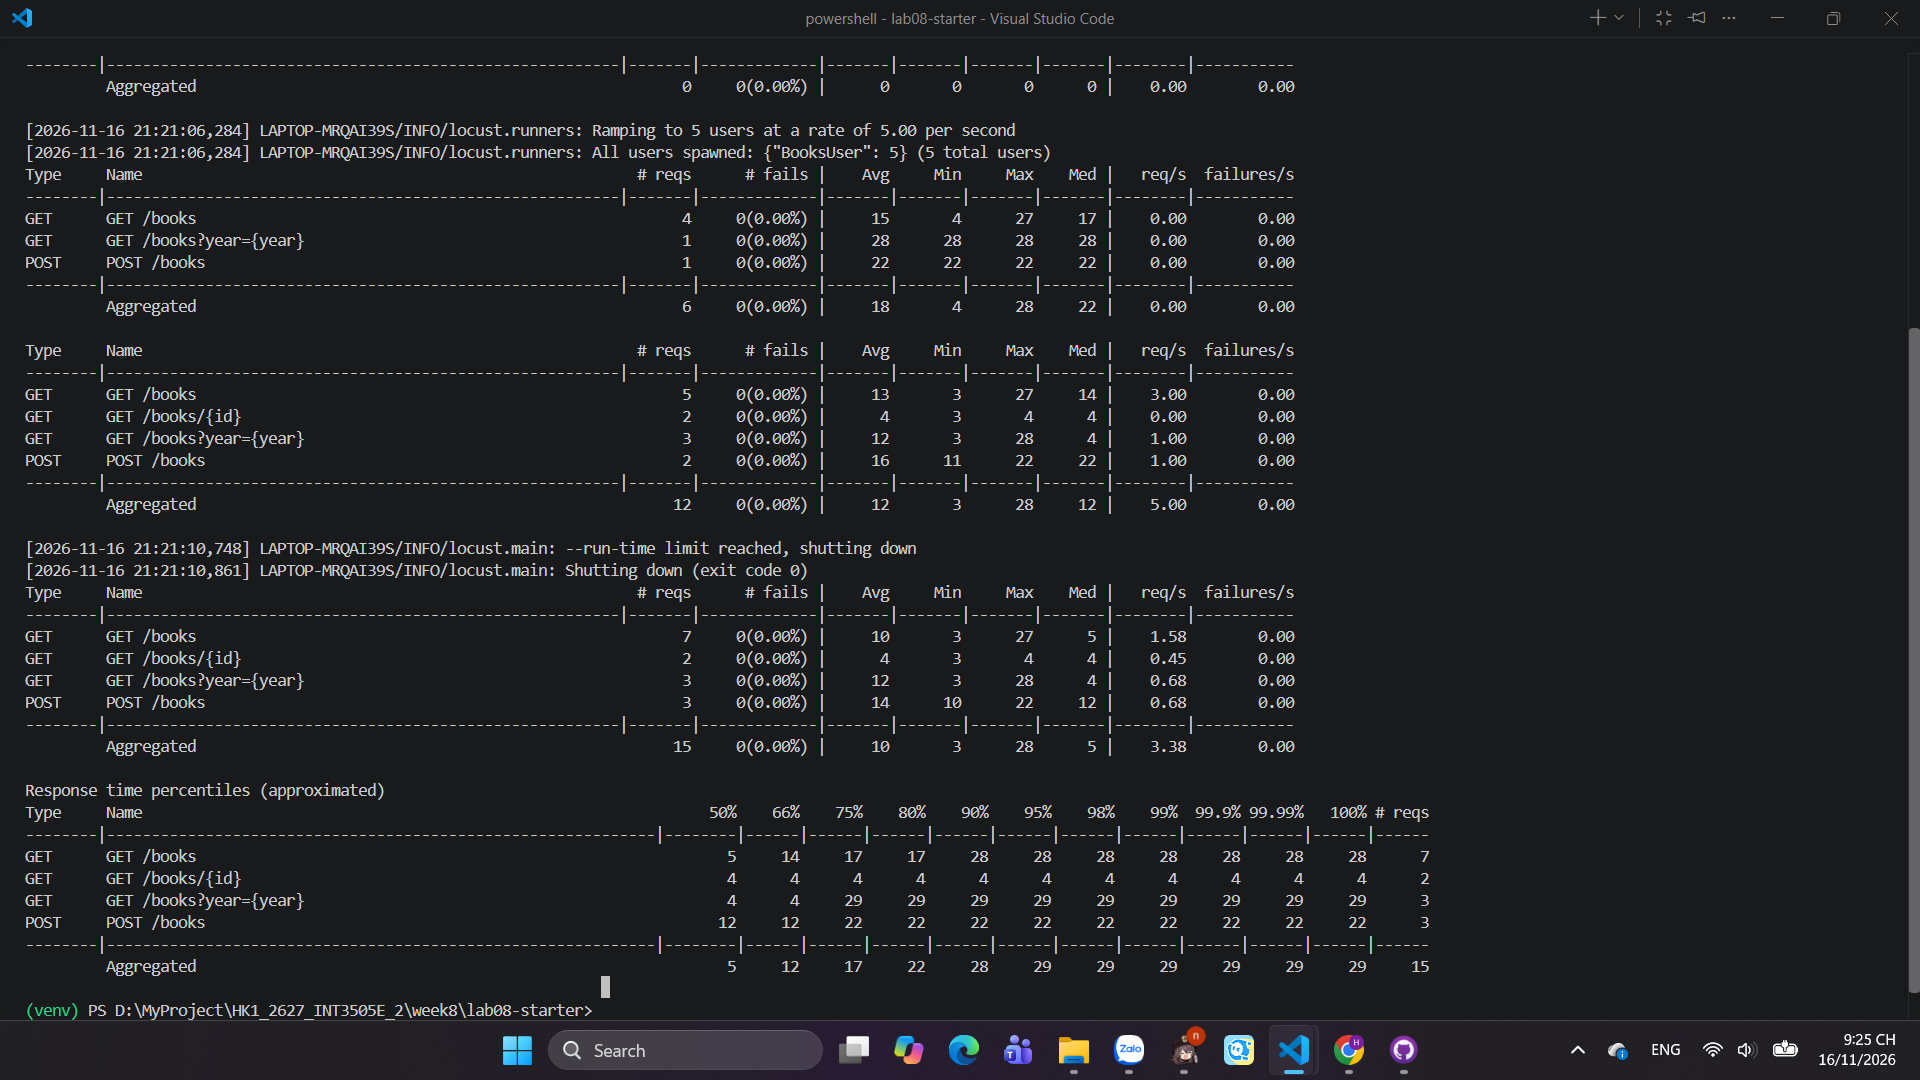 powershell - lab08-starter - Visual Studio Code
--------|---------------------------------------------------------|-------|-------------|-------|-------|-------|-------|--------|-----------
Aggregated 0 0(0.00%) | 0 0 0 0 | 0.00 0.00
[2026-11-16 21:21:06,284] LAPTOP-MRQAI39S/INFO/locust.runners: Ramping to 5 users at a rate of 5.00 per second
[2026-11-16 21:21:06,284] LAPTOP-MRQAI39S/INFO/locust.runners: All users spawned: {"BooksUser": 5} (5 total users)
Type Name # reqs # fails | Avg Min Max Med | req/s failures/s
--------|---------------------------------------------------------|-------|-------------|-------|-------|-------|-------|--------|-----------
GET GET /books 4 0(0.00%) | 15 4 27 17 | 0.00 0.00
GET GET /books?year={year} 1 0(0.00%) | 28 28 28 28 | 0.00 0.00
POST POST /books 1 0(0.00%) | 22 22 22 22 | 0.00 0.00
--------|---------------------------------------------------------|-------|-------------|-------|-------|-------|-------|--------|-----------
Aggregated 6 0(0.00%) | 18 4 28 22 | 0.00 0.00
Type Name # reqs # fails | Avg Min Max Med | req/s failures/s
--------|---------------------------------------------------------|-------|-------------|-------|-------|-------|-------|--------|-----------
GET GET /books 5 0(0.00%) | 13 3 27 14 | 3.00 0.00
GET GET /books/{id} 2 0(0.00%) | 4 3 4 4 | 0.00 0.00
GET GET /books?year={year} 3 0(0.00%) | 12 3 28 4 | 1.00 0.00
POST POST /books 2 0(0.00%) | 16 11 22 22 | 1.00 0.00
--------|---------------------------------------------------------|-------|-------------|-------|-------|-------|-------|--------|-----------
Aggregated 12 0(0.00%) | 12 3 28 12 | 5.00 0.00
[2026-11-16 21:21:10,748] LAPTOP-MRQAI39S/INFO/locust.main: --run-time limit reached, shutting down
[2026-11-16 21:21:10,861] LAPTOP-MRQAI39S/INFO/locust.main: Shutting down (exit code 0)
Type Name # reqs # fails | Avg Min Max Med | req/s failures/s
--------|---------------------------------------------------------|-------|-------------|-------|-------|-------|-------|--------|-----------
GET GET /books 7 0(0.00%) | 10 3 27 5 | 1.58 0.00
GET GET /books/{id} 2 0(0.00%) | 4 3 4 4 | 0.45 0.00
GET GET /books?year={year} 3 0(0.00%) | 12 3 28 4 | 0.68 0.00
POST POST /books 3 0(0.00%) | 14 10 22 12 | 0.68 0.00
--------|---------------------------------------------------------|-------|-------------|-------|-------|-------|-------|--------|-----------
Aggregated 15 0(0.00%) | 10 3 28 5 | 3.38 0.00
Response time percentiles (approximated)
Type Name 50% 66% 75% 80% 90% 95% 98% 99% 99.9% 99.99% 100% # reqs
--------|-------------------------------------------------------------|--------|------|------|------|------|------|------|------|------|------|------|------
GET GET /books 5 14 17 17 28 28 28 28 28 28 28 7
GET GET /books/{id} 4 4 4 4 4 4 4 4 4 4 4 2
GET GET /books?year={year} 4 4 29 29 29 29 29 29 29 29 29 3
POST POST /books 12 12 22 22 22 22 22 22 22 22 22 3
--------|-------------------------------------------------------------|--------|------|------|------|------|------|------|------|------|------|------|------
Aggregated 5 12 17 22 28 29 29 29 29 29 29 15
(venv) PS D:\MyProject\HK1_2627_INT3505E_2\week8\lab08-starter>
Search
Zalo
n
H
ENG
9:25 CH
16/11/2026